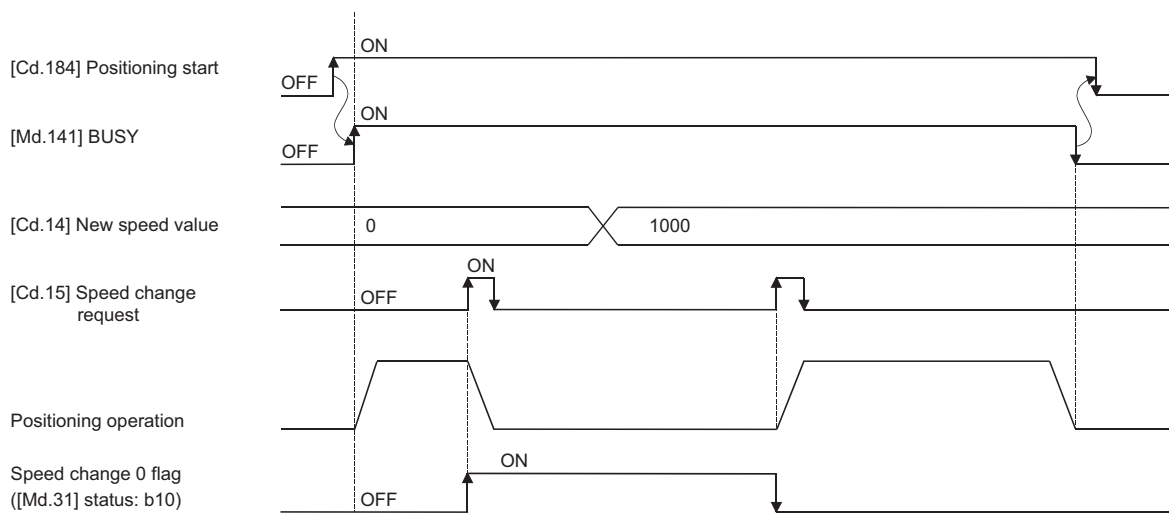 ON
[Cd.184] Positioning start
OFF
ON
[Md.141] BUSY
OFF
[Cd.14] New speed value
0
1000
ON
[Cd.15] Speed change
request
OFF
Positioning operation
Speed change 0 flag
ON
([Md.31] status: b10)
OFF